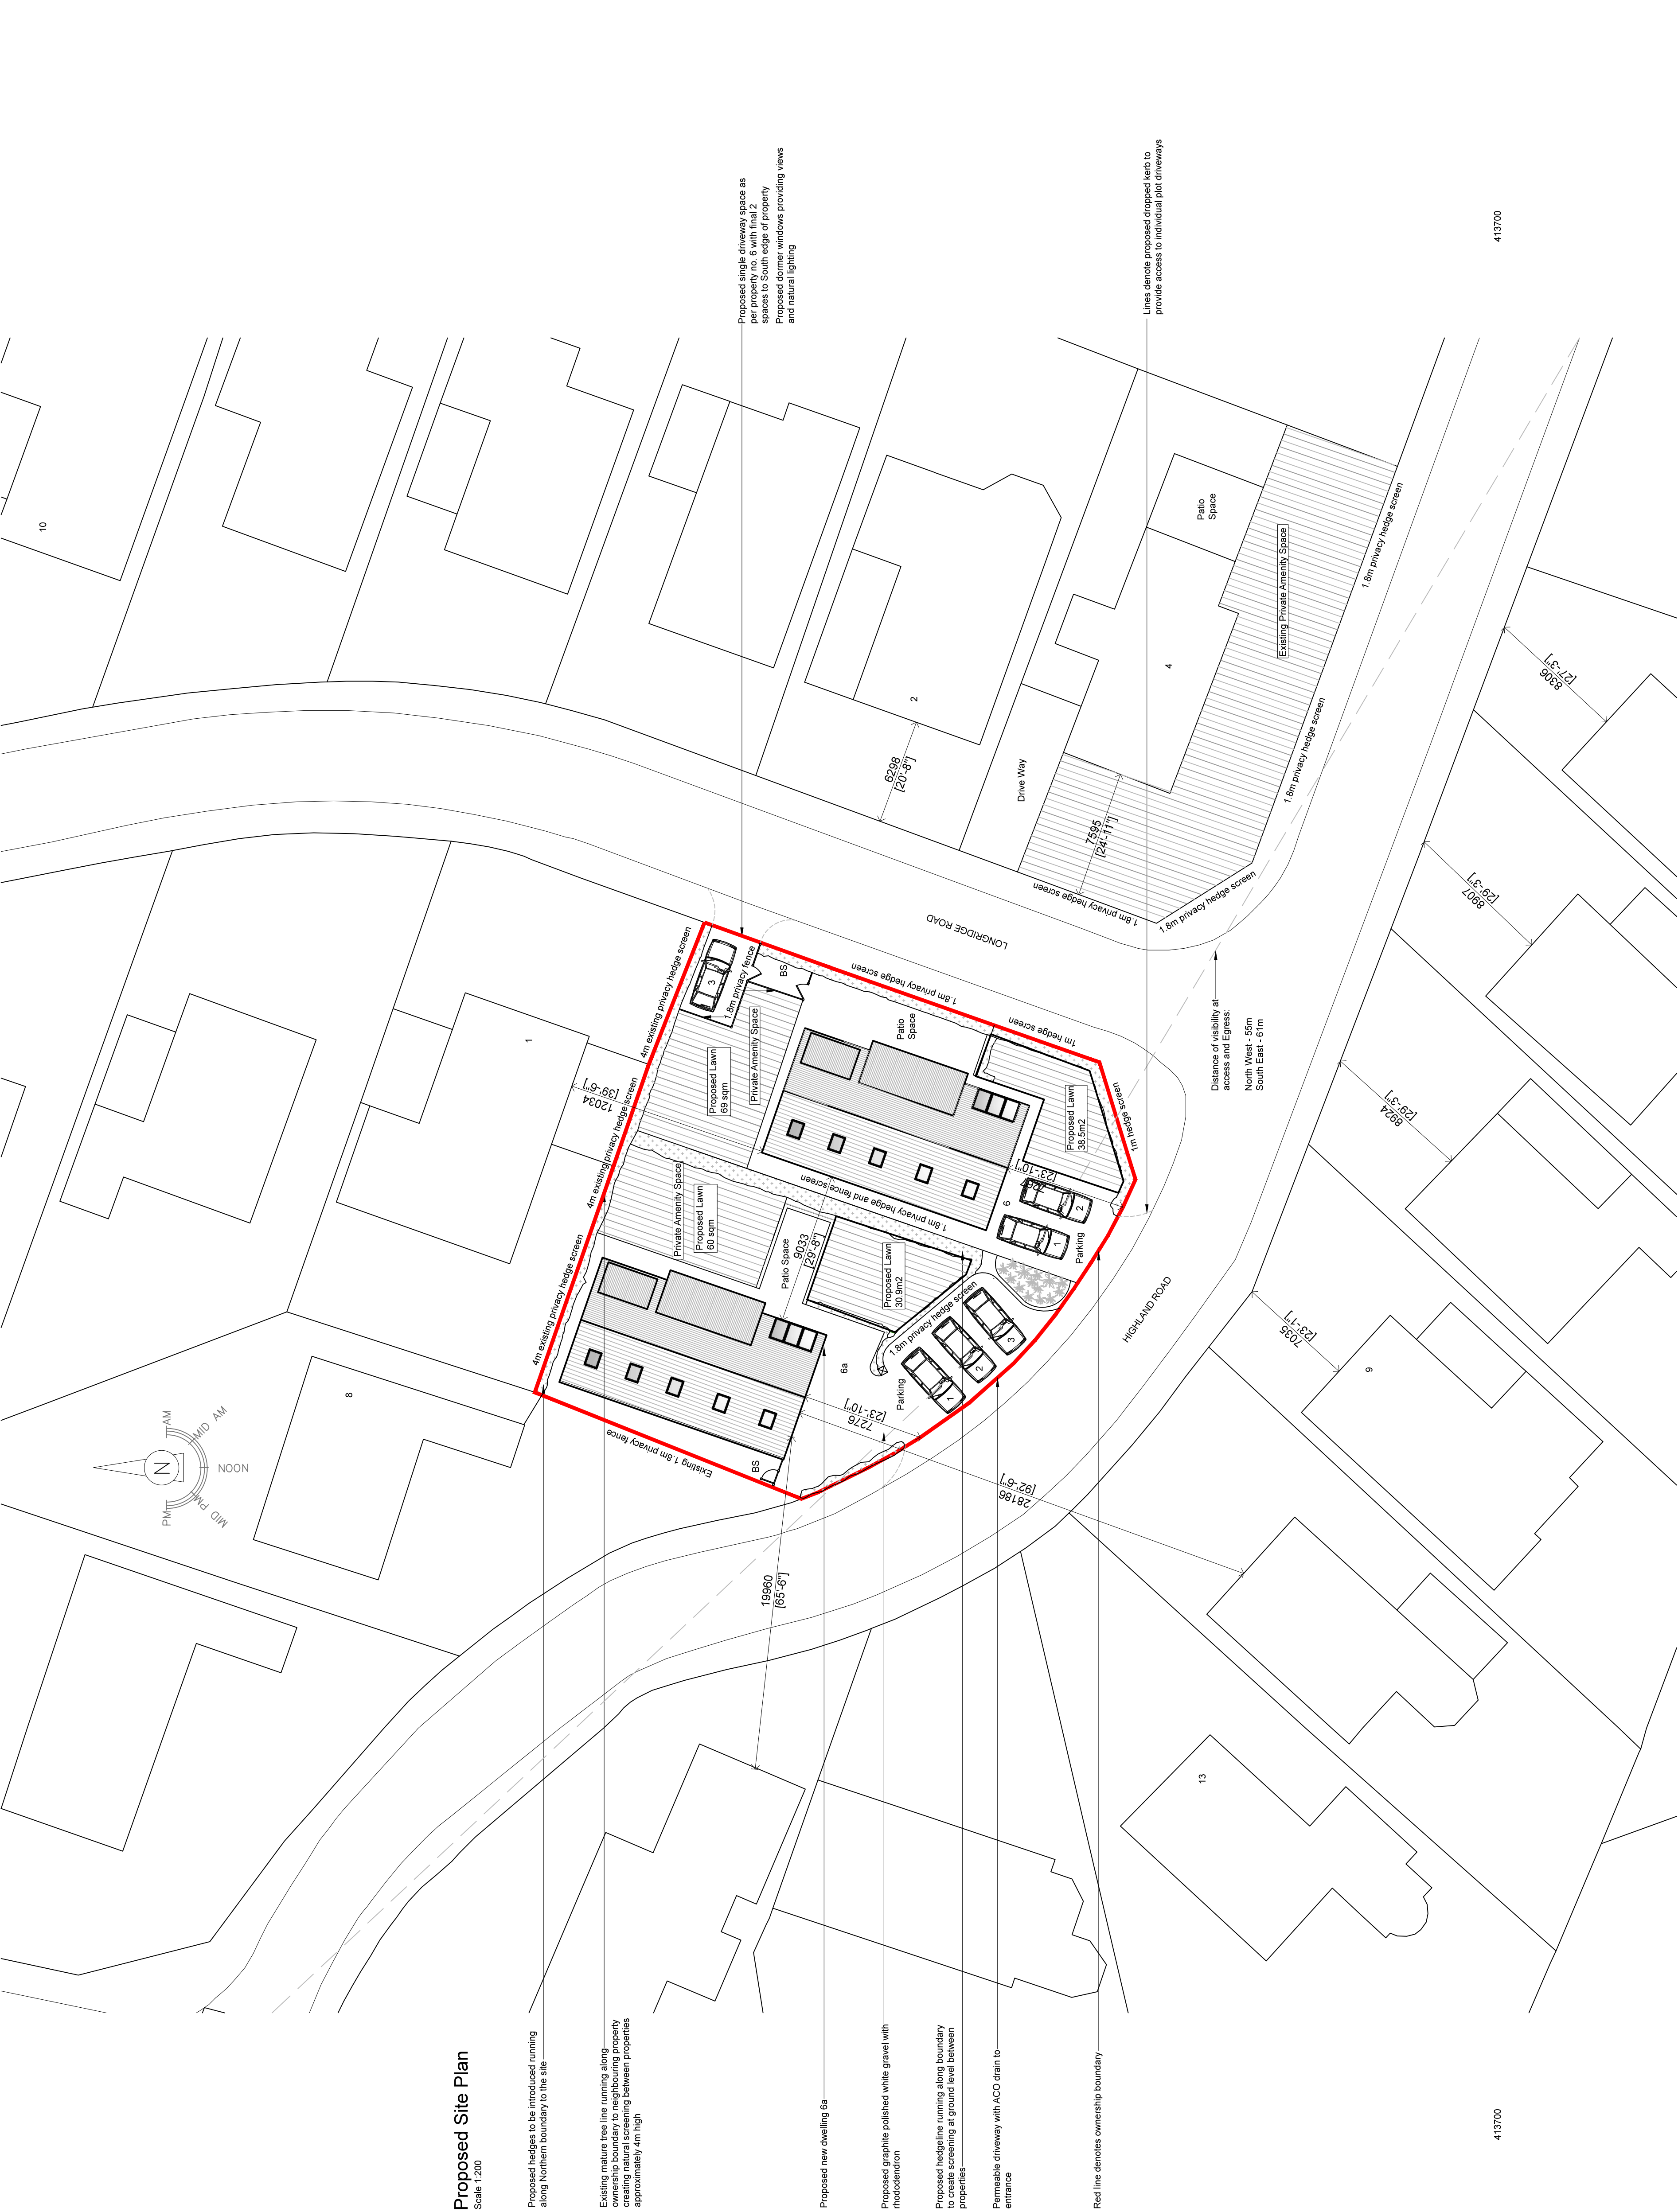 Proposed Site Plan
Scale 1:200
Proposed hedges to be introduced running
along Northern boundary to the site
Existing mature tree line running along
ownership boundary to neighbouring property
creating natural screening between properties
approximately 4m high
Proposed new dwelling 6a
Proposed graphite polished white gravel with
rhododendron
Proposed hedgeline running along boundary
to create screening at ground level between
properties
Permeable driveway with ACO drain to
entrance
Red line denotes ownership boundary
413700
Proposed single driveway space as
per property no. 6 with final 2
spaces to South edge of property
Proposed dormer windows providing views
and natural lighting
Lines denote proposed dropped kerb to
provide access to individual plot driveways
413700
Distance of visibility at
access and Egress:
North West - 55m
South East - 61m
N
AM
MID AM
NOON
MID PM
PM
10
8
1
2
4
9
13
Drive Way
Patio
Space
Existing Private Amenity Space
1.8m privacy hedge screen
1.8m privacy hedge screen
1.8m privacy hedge screen
1.8m privacy hedge screen
1.8m privacy hedge screen
LONGRIDGE ROAD
HIGHLAND ROAD
4m existing privacy hedge screen
4m existing privacy hedge screen
4m existing privacy hedge screen
Existing 1.8m privacy fence
1.8m privacy fence
1.8m privacy hedge screen
1m hedge screen
1m hedge screen
1.8m privacy fence and hedge privacy screen
1.8m privacy hedge screen
BS
BS
3
Proposed Lawn
69 sqm
Private Amenity Space
Private Amenity Space
Proposed Lawn
60 sqm
Patio
Space
Patio Space
Proposed Lawn
38.5m2
Proposed Lawn
30.9m2
6
6a
Parking
1
2
Parking
1
2
3
12034
[39'-6"]
9033
[29'-8"]
[23'-10"]
7276
[23'-10"]
28186
[92'-6"]
19960
[65'-6"]
6298
[20'-8"]
7595
[24'-11"]
8306
[27'-3"]
8907
[29'-3"]
8924
[29'-3"]
7035
[23'-1"]